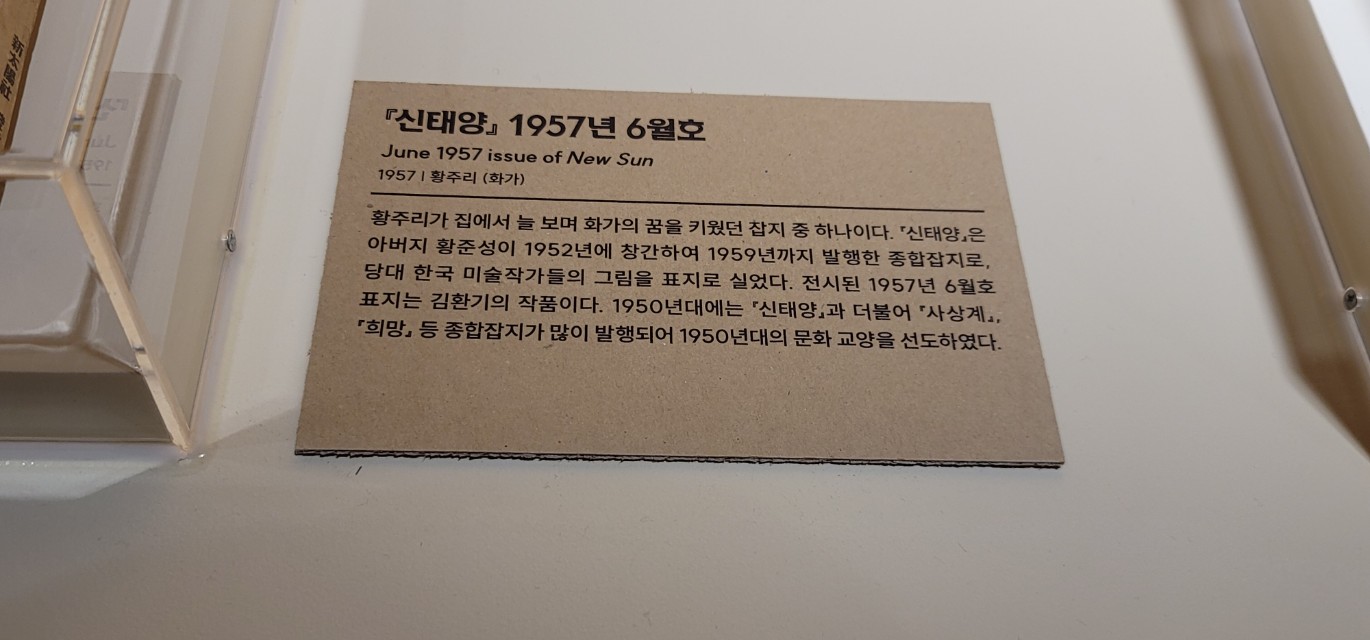 『신태양』 1957년 6월호
June 1957 issue of New Sun
1957 | 황주리 (화가)
황주리가 집에서 늘 보며 화가의 꿈을 키웠던 잡지 중 하나이다. 『신태양』은
아버지 황준성이 1952년에 창간하여 1959년까지 발행한 종합잡지로,
당대 한국 미술작가들의 그림을 표지로 실었다. 전시된 1957년 6월호
표지는 김환기의 작품이다. 1950년대에는 『신태양』과 더불어 『사상계』,
『희망』 등 종합잡지가 많이 발행되어 1950년대의 문화 교양을 선도하였다.